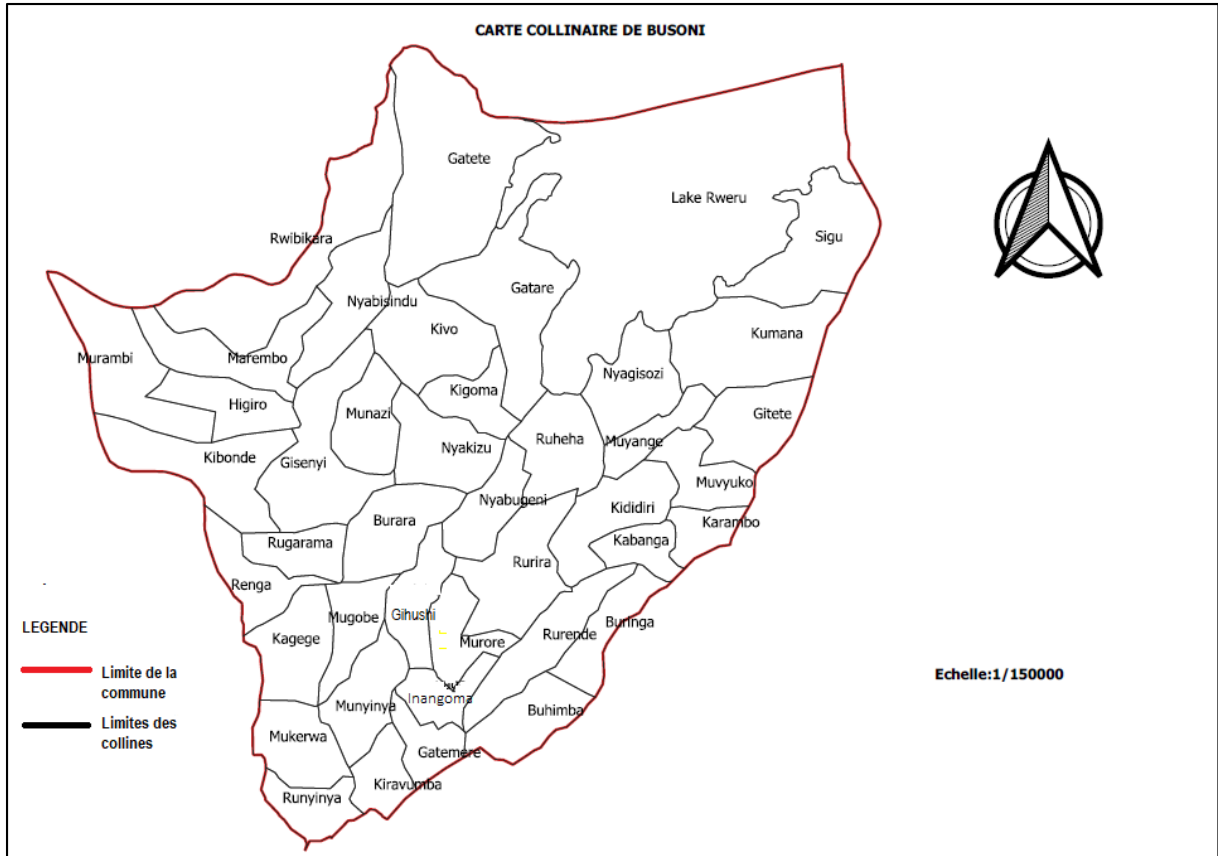 CARTE COLLINAIRE DE BUSONI
Gatete
Lake Rweru
Rwibikara
Sigu
Gatare
Nyabisindu
Kivo
Kumana
Murambi
Marembo
Nyagisozi
Kigoma
Higiro
Munazi
Gitete
Ruheha
Muyange
Nyakizu
Kibonde
Gisenyi
Muvyuko
Nyabugeni
Kididiri
Burara
Karambo
Rugarama
Kabanga
Rurira
Renga
Mugobe
Gihushi
Buringa
LEGENDE
Kagege
Murore
Rurende
Limite de la
commune
Echelle:1/150000
Inangoma
Munyinya
Buhimba
Limites des
collines
Mukerwa
Gatemere
Kiravumba
Runyinya